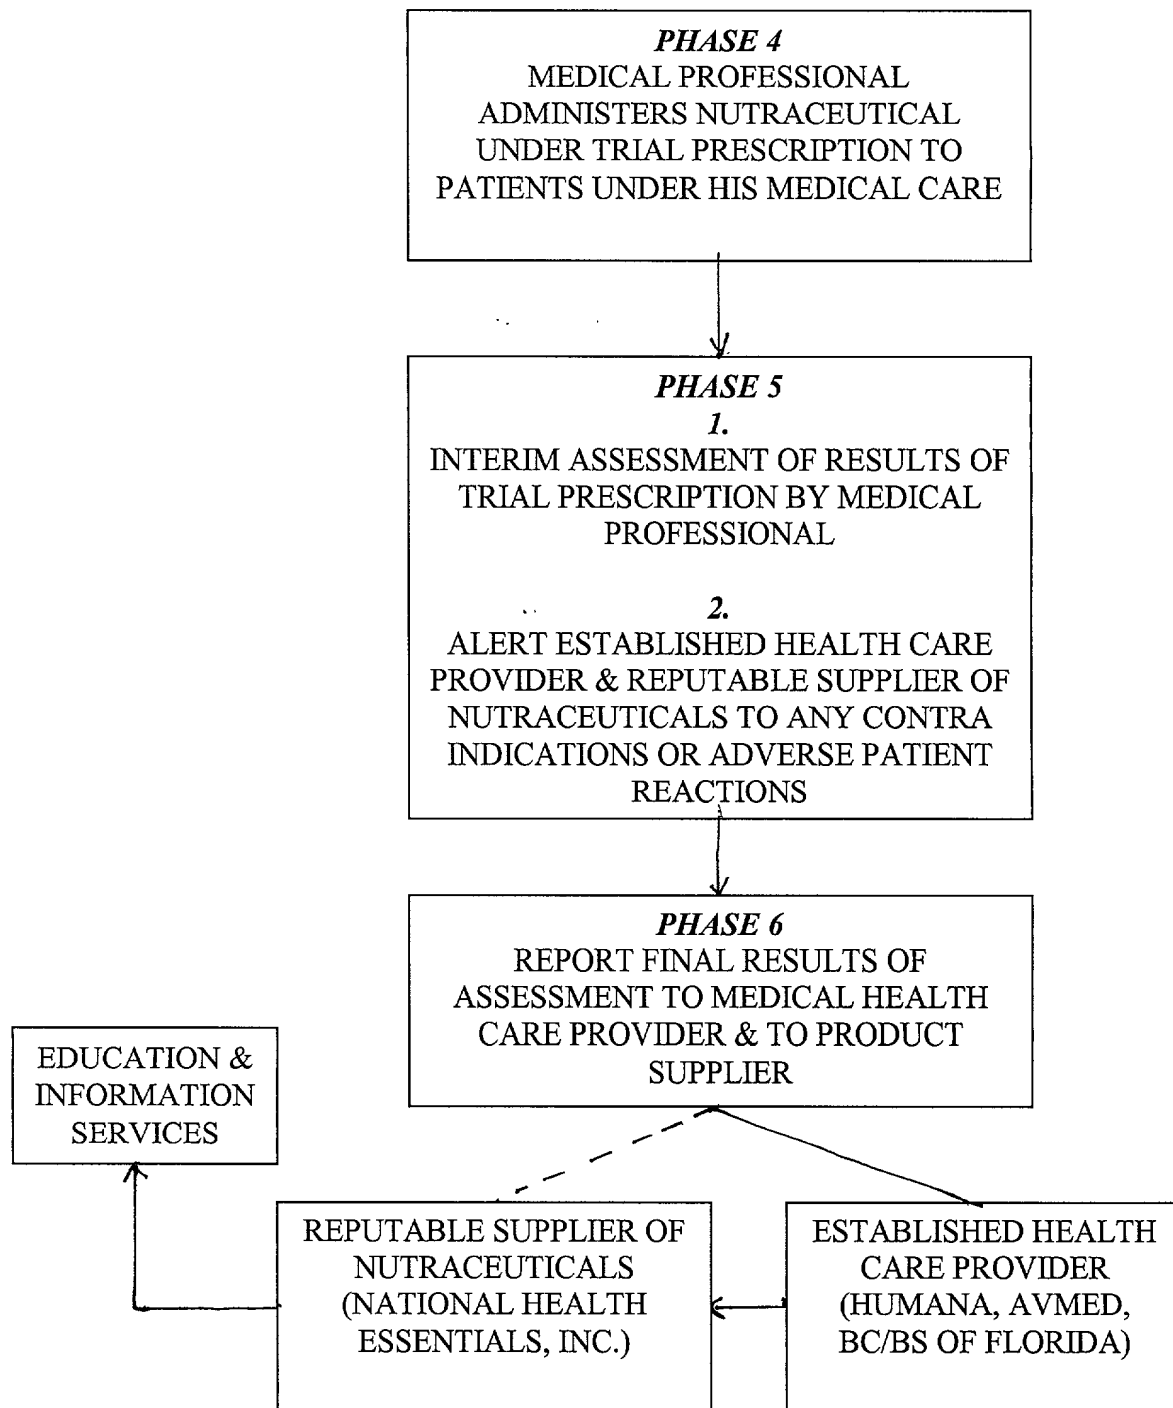 PHASE 4
MEDICAL PROFESSIONAL
ADMINISTERS NUTRACEUTICAL
UNDER TRIAL PRESCRIPTION TO
PATIENTS UNDER HIS MEDICAL CARE
PHASE 5
1.
INTERIM ASSESSMENT OF RESULTS OF
TRIAL PRESCRIPTION BY MEDICAL
PROFESSIONAL
2.
ALERT ESTABLISHED HEALTH CARE
PROVIDER & REPUTABLE SUPPLIER OF
NUTRACEUTICALS TO ANY CONTRA
INDICATIONS OR ADVERSE PATIENT
REACTIONS
PHASE 6
REPORT FINAL RESULTS OF
ASSESSMENT TO MEDICAL HEALTH
CARE PROVIDER & TO PRODUCT
SUPPLIER
EDUCATION &
INFORMATION
SERVICES
REPUTABLE SUPPLIER OF
NUTRACEUTICALS
(NATIONAL HEALTH
ESSENTIALS, INC.)
ESTABLISHED HEALTH
CARE PROVIDER
(HUMANA, AVMED,
BC/BS OF FLORIDA)